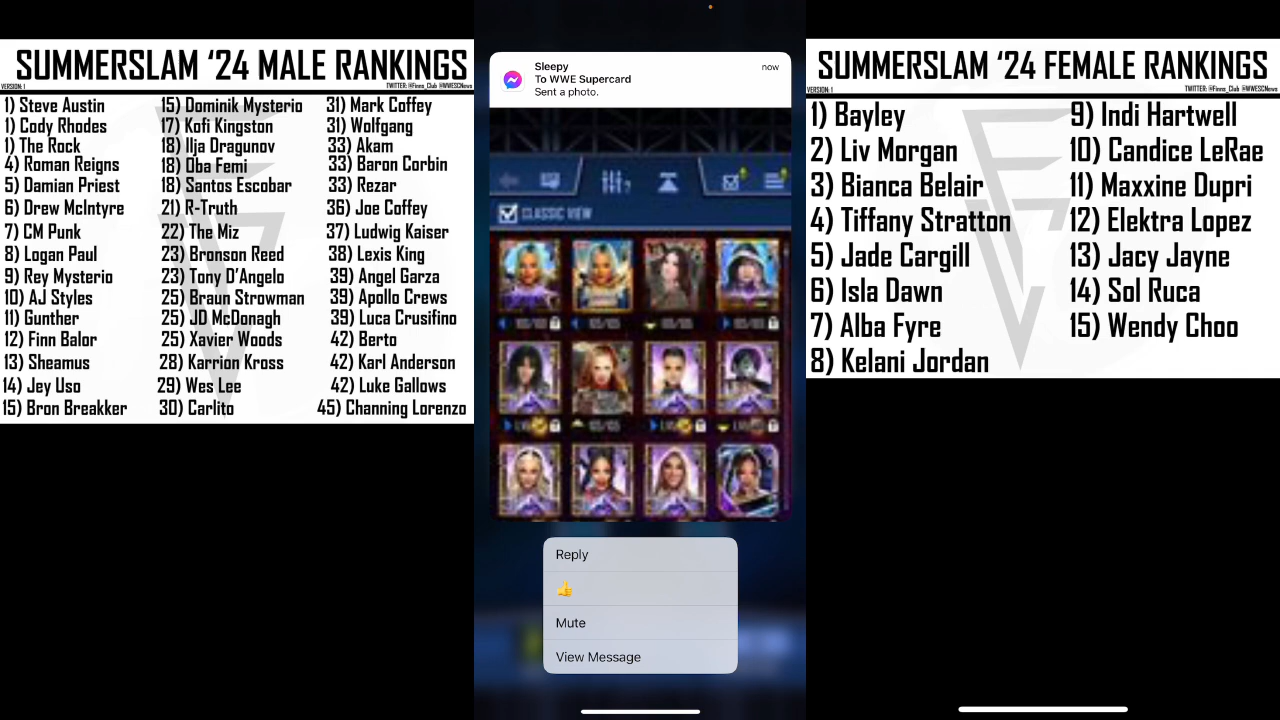 SUMMERSLAM ‘24 MALE RANKINGS
VERSION: 1
TWITTER: @Finns_Club @WWESCNews
1) Steve Austin
1) Cody Rhodes
1) The Rock
4) Roman Reigns
5) Damian Priest
6) Drew McIntyre
7) CM Punk
8) Logan Paul
9) Rey Mysterio
10) AJ Styles
11) Gunther
12) Finn Balor
13) Sheamus
14) Jey Uso
15) Bron Breakker
15) Dominik Mysterio
17) Kofi Kingston
18) Ilja Dragunov
18) Oba Femi
18) Santos Escobar
21) R-Truth
22) The Miz
23) Bronson Reed
23) Tony D’Angelo
25) Braun Strowman
25) JD McDonagh
25) Xavier Woods
28) Karrion Kross
29) Wes Lee
30) Carlito
31) Mark Coffey
31) Wolfgang
33) Akam
33) Baron Corbin
33) Rezar
36) Joe Coffey
37) Ludwig Kaiser
38) Lexis King
39) Angel Garza
39) Apollo Crews
39) Luca Crusifino
42) Berto
42) Karl Anderson
42) Luke Gallows
45) Channing Lorenzo
Sleepy
now
To WWE Supercard
Sent a photo.
CLASSIC VIEW
Reply
👍
Mute
View Message
SUMMERSLAM ‘24 FEMALE RANKINGS
VERSION: 1
TWITTER: @Finns_Club @WWESCNews
1) Bayley
2) Liv Morgan
3) Bianca Belair
4) Tiffany Stratton
5) Jade Cargill
6) Isla Dawn
7) Alba Fyre
8) Kelani Jordan
9) Indi Hartwell
10) Candice LeRae
11) Maxxine Dupri
12) Elektra Lopez
13) Jacy Jayne
14) Sol Ruca
15) Wendy Choo